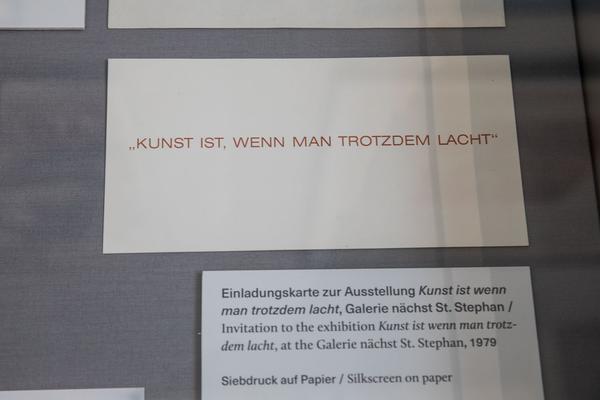 „KUNST IST, WENN MAN TROTZDEM LACHT“
Einladungskarte zur Ausstellung Kunst ist wenn
man trotzdem lacht, Galerie nächst St. Stephan /
Invitation to the exhibition Kunst ist wenn man trotz-
dem lacht, at the Galerie nächst St. Stephan, 1979
Siebdruck auf Papier / Silkscreen on paper